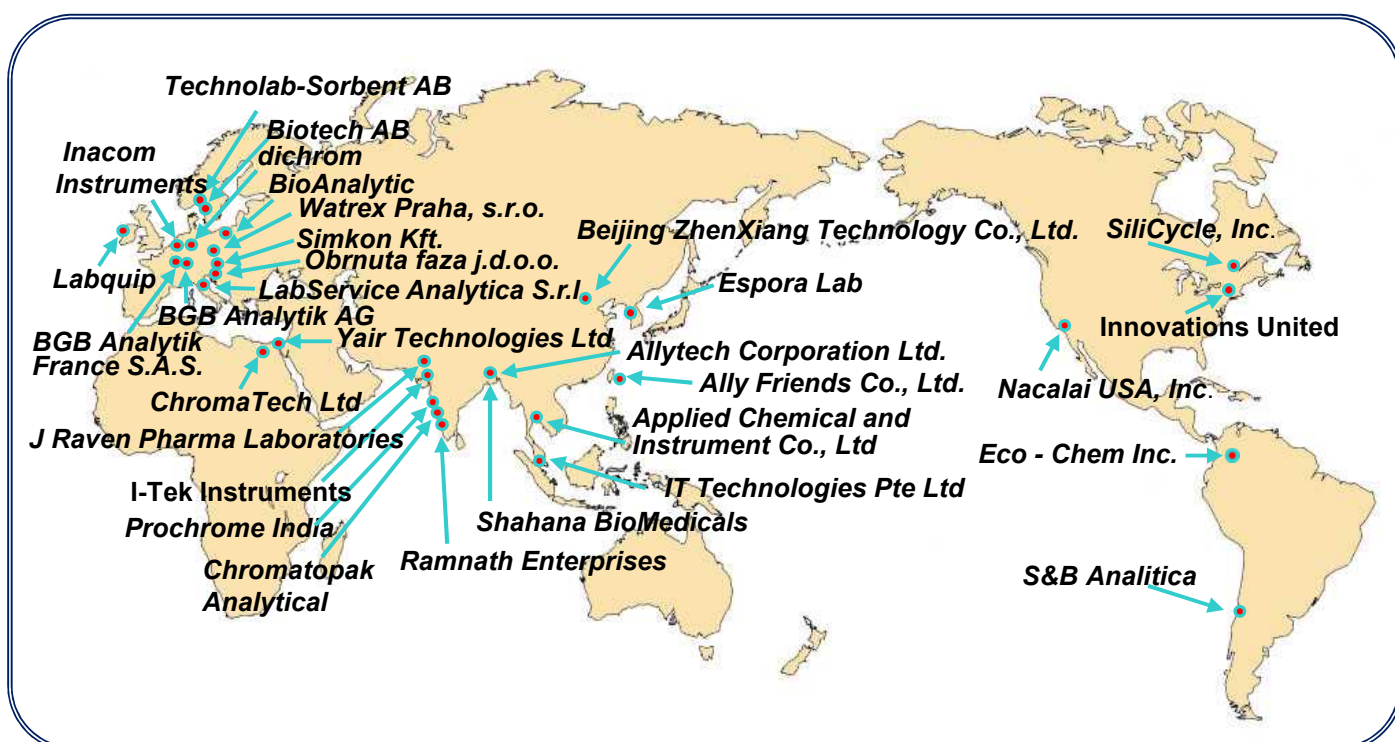 Technolab-Sorbent AB
Biotech AB
dichrom
Inacom
Instruments
BioAnalytic
Watrex Praha, s.r.o.
Simkon Kft.
Obrnuta faza j.d.o.o.
LabService Analytica S.r.l
Labquip
BGB Analytik AG
BGB Analytik
France S.A.S.
Yair Technologies Ltd
ChromaTech Ltd
J Raven Pharma Laboratories
I-Tek Instruments
Prochrome India
Chromatopak
Analytical
Ramnath Enterprises
Shahana BioMedicals
Beijing ZhenXiang Technology Co., Ltd.
Espora Lab
Allytech Corporation Ltd.
Ally Friends Co., Ltd.
Applied Chemical and
Instrument Co., Ltd
IT Technologies Pte Ltd
SiliCycle, Inc.
Innovations United
Nacalai USA, Inc.
Eco - Chem Inc.
S&B Analitica